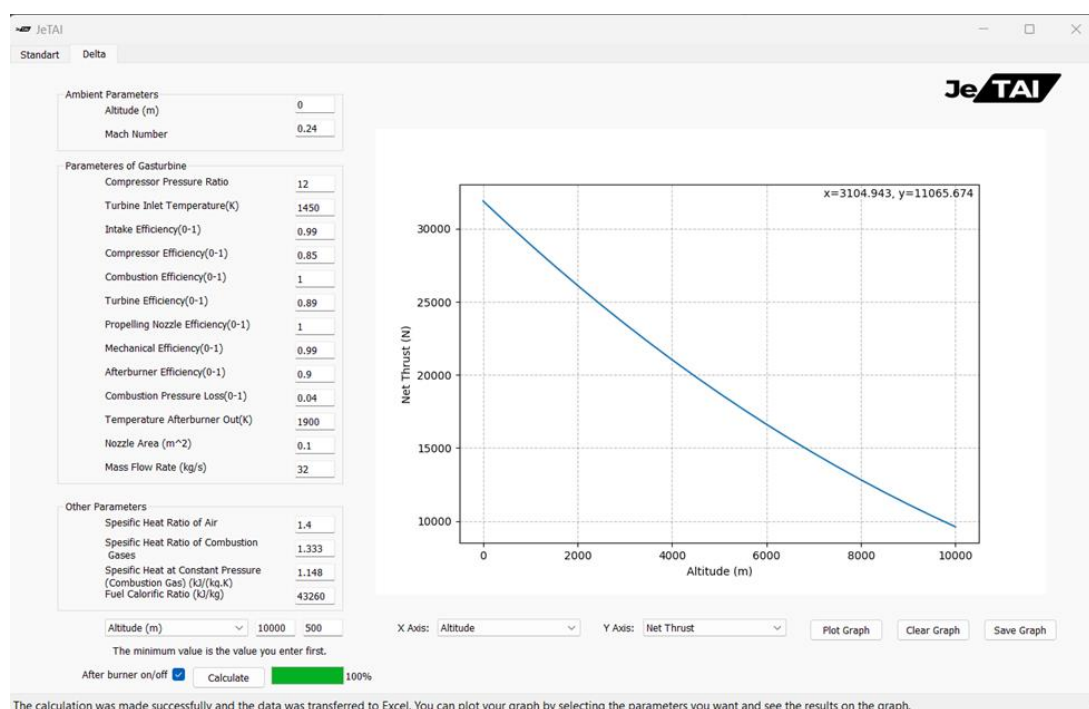 JeTAI
Standart Delta
JeTAI
Ambient Parameters
Altitude (m) 0
Mach Number 0.24
Parameteres of Gasturbine
Compressor Pressure Ratio 12
Turbine Inlet Temperature(K) 1450
Intake Efficiency(0-1) 0.99
Compressor Efficiency(0-1) 0.85
Combustion Efficiency(0-1) 1
Turbine Efficiency(0-1) 0.89
Propelling Nozzle Efficiency(0-1) 1
Mechanical Efficiency(0-1) 0.99
Afterburner Efficiency(0-1) 0.9
Combustion Pressure Loss(0-1) 0.04
Temperature Afterburner Out(K) 1900
Nozzle Area (m^2) 0.1
Mass Flow Rate (kg/s) 32
Other Parameters
Spesific Heat Ratio of Air 1.4
Spesific Heat Ratio of Combustion
Gases 1.333
Spesific Heat at Constant Pressure
(Combustion Gas) (kJ/(kg.K) 1.148
Fuel Calorific Ratio (kJ/kg) 43260
Altitude (m) 10000 500
The minimum value is the value you enter first.
After burner on/off Calculate 100%
x=3104.943, y=11065.674
30000
25000
20000
15000
10000
Net Thrust (N)
0 2000 4000 6000 8000 10000
Altitude (m)
X Axis: Altitude Y Axis: Net Thrust Plot Graph Clear Graph Save Graph
The calculation was made successfully and the data was transferred to Excel. You can plot your graph by selecting the parameters you want and see the results on the graph.